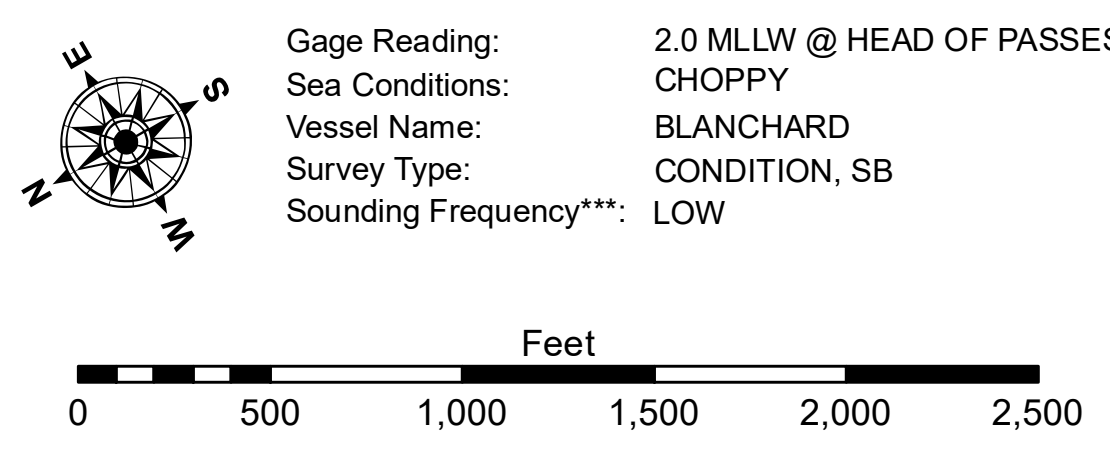 E
S
N
W
Gage Reading: 2.0 MLLW @ HEAD OF PASSES
Sea Conditions: CHOPPY
Vessel Name: BLANCHARD
Survey Type: CONDITION, SB
Sounding Frequency***: LOW
Feet
0 500 1,000 1,500 2,000 2,500